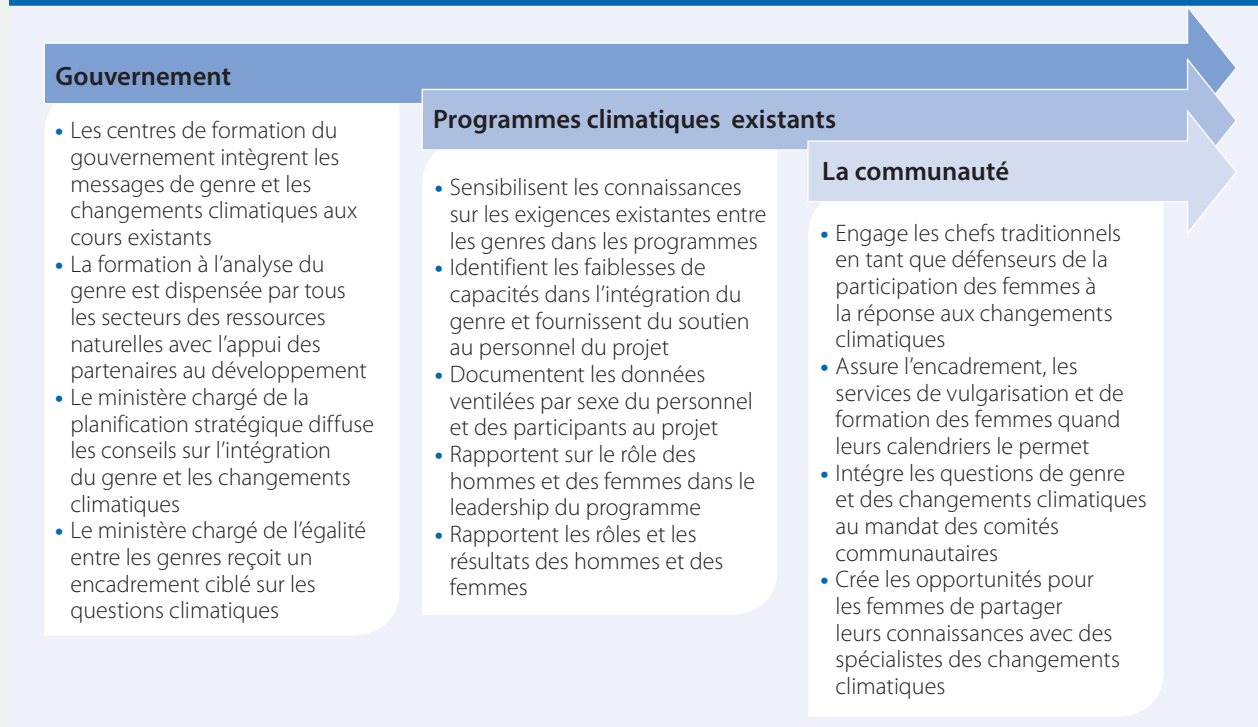 Gouvernement
• Les centres de formation du
gouvernement intègrent les
messages de genre et les
changements climatiques aux
cours existants
• La formation à l'analyse du
genre est dispensée par tous
les secteurs des ressources
naturelles avec l'appui des
partenaires au développement
• Le ministère chargé de la
planification stratégique diffuse
les conseils sur l'intégration
du genre et les changements
climatiques
• Le ministère chargé de l'égalité
entre les genres reçoit un
encadrement ciblé sur les
questions climatiques
Programmes climatiques existants
• Sensibilisent les connaissances
sur les exigences existantes entre
les genres dans les programmes
• Identifient les faiblesses de
capacités dans l'intégration du
genre et fournissent du soutien
au personnel du projet
• Documentent les données
ventilées par sexe du personnel
et des participants au projet
• Rapportent sur le rôle des
hommes et des femmes dans le
leadership du programme
• Rapportent les rôles et les
résultats des hommes et des
femmes
La communauté
• Engage les chefs traditionnels
en tant que défenseurs de la
participation des femmes à
la réponse aux changements
climatiques
• Assure l'encadrement, les
services de vulgarisation et de
formation des femmes quand
leurs calendriers le permet
• Intégre les questions de genre
et des changements climatiques
au mandat des comités
communautaires
• Crée les opportunités pour
les femmes de partager
leurs connaissances avec des
spécialistes des changements
climatiques